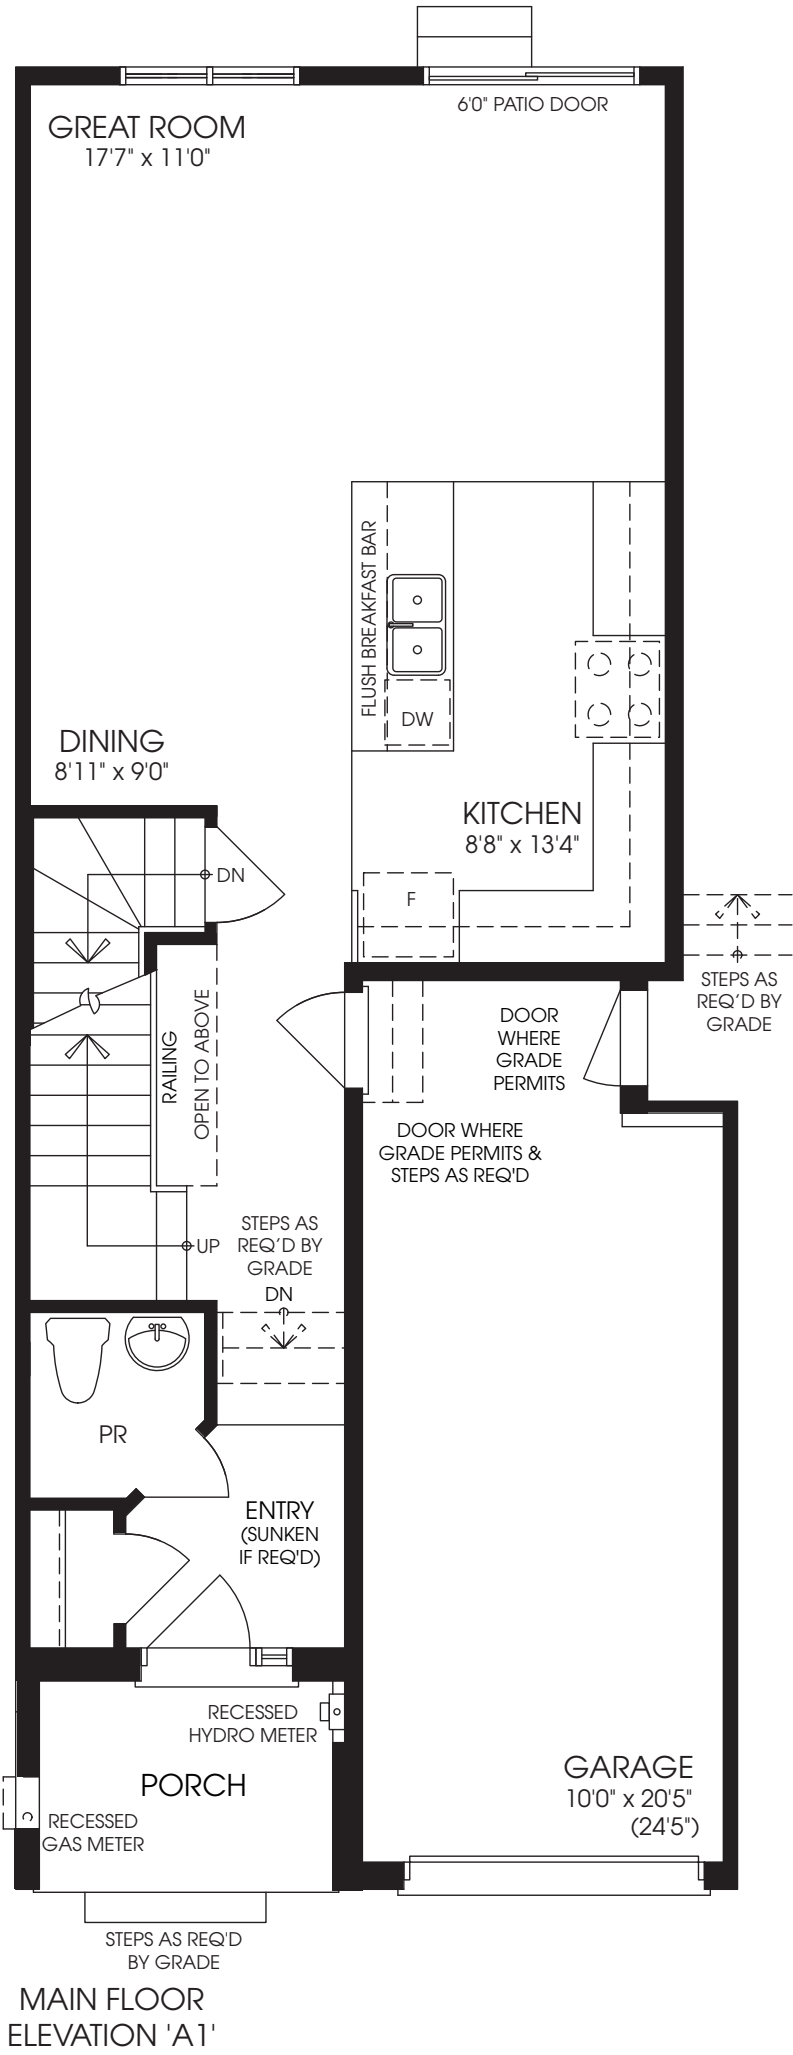 6'0" PATIO DOOR
GREAT ROOM
17'7" x 11'0"
FLUSH BREAKFAST BAR
DW
DINING
8'11" x 9'0"
KITCHEN
8'8" x 13'4"
DN
F
STEPS AS
REQ'D BY
GRADE
DOOR
WHERE
GRADE
PERMITS
RAILING
OPEN TO ABOVE
DOOR WHERE
GRADE PERMITS &
STEPS AS REQ'D
UP
STEPS AS
REQ'D BY
GRADE
DN
PR
ENTRY
(SUNKEN
IF REQ'D)
RECESSED
HYDRO METER
PORCH
RECESSED
GAS METER
GARAGE
10'0" x 20'5"
(24'5")
STEPS AS REQ'D
BY GRADE
MAIN FLOOR
ELEVATION 'A1'